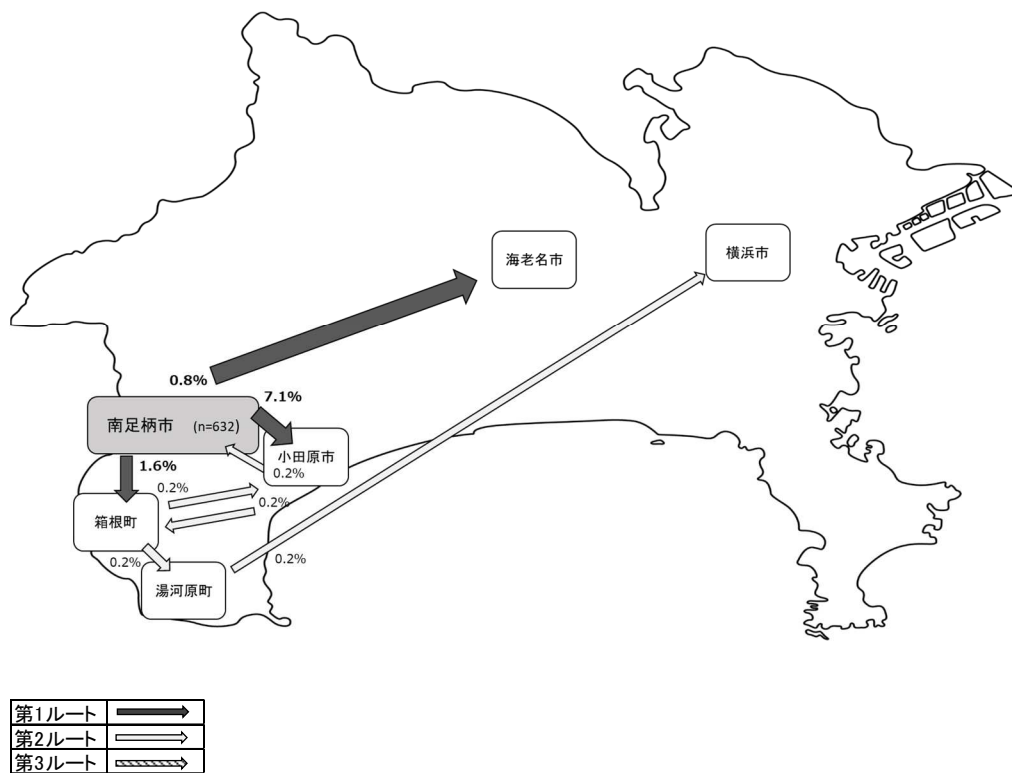 海老名市
横浜市
0.8%
7.1%
南足柄市 (n=632)
小田原市
0.2%
1.6%
0.2%
0.2%
箱根町
0.2%
0.2%
湯河原町
第1ルート
第2ルート
第3ルート